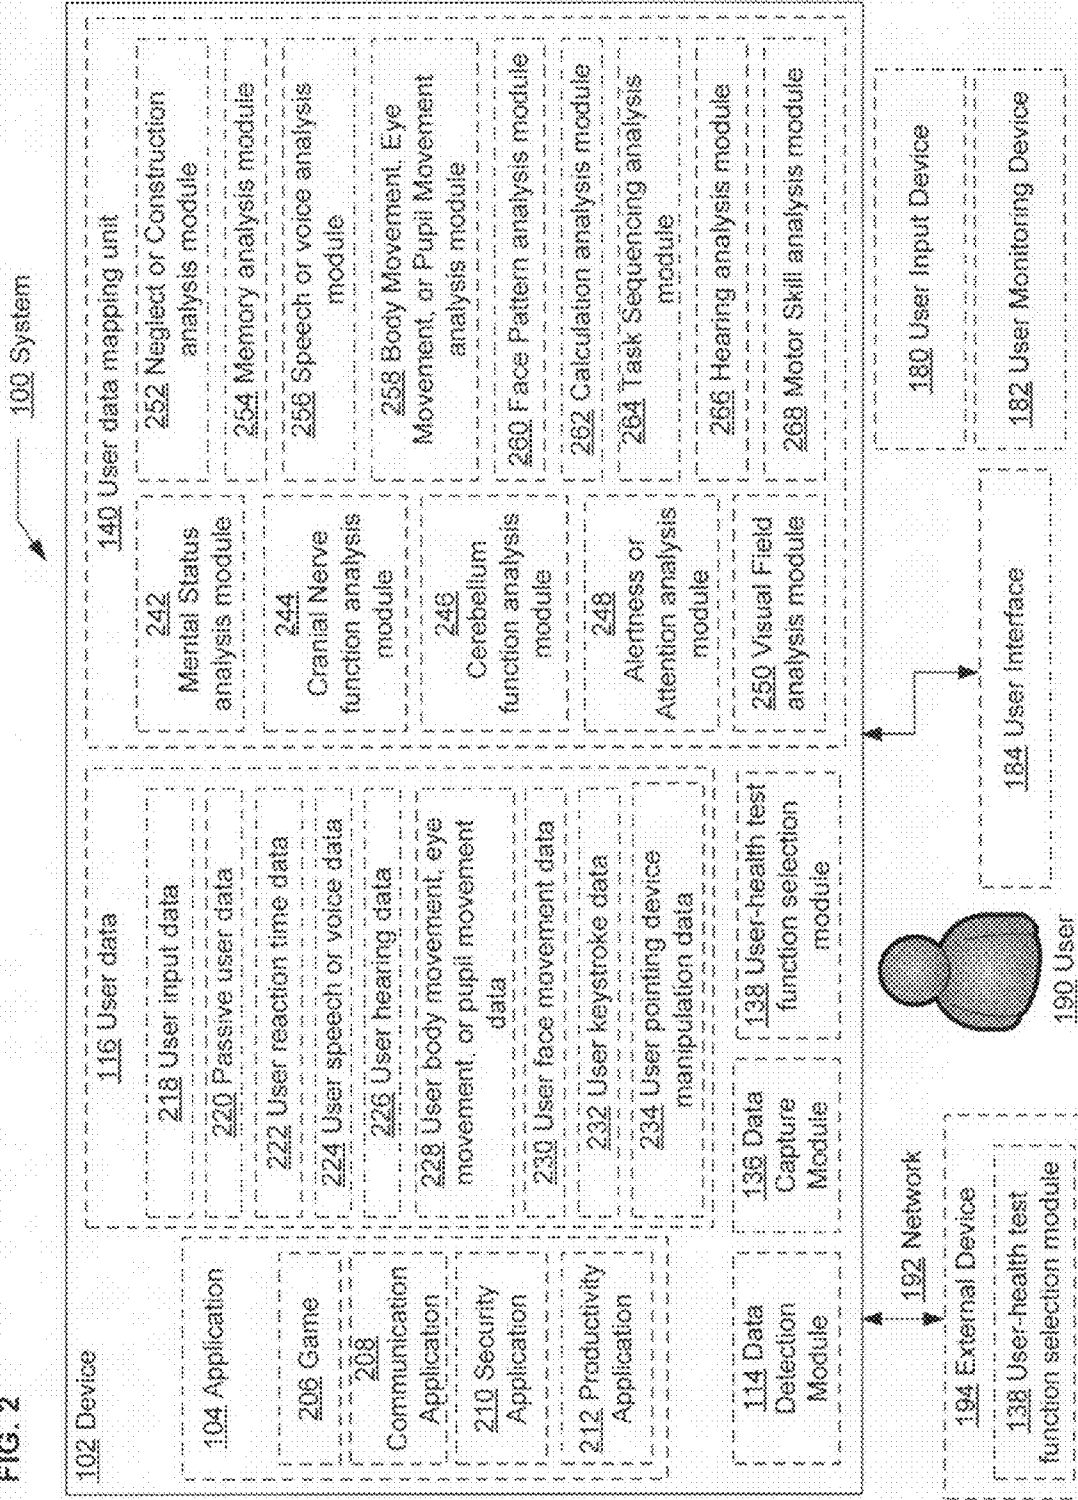 FIG. 2
100 System
102 Device
104 Application
206 Game
208
Communication
Application
210 Security
Application
212 Productivity
Application
116 User data
218 User input data
220 Passive user data
222 User reaction time data
224 User speech or voice data
226 User hearing data
228 User body movement, eye
movement, or pupil movement
data
230 User face movement data
232 User keystroke data
234 User pointing device
manipulation data
140 User data mapping unit
242
Mental Status
analysis module
244
Cranial Nerve
function analysis
module
246
Cerebellum
function analysis
module
248
Alertness or
Attention analysis
module
250 Visual Field
analysis module
252 Neglect or Construction
analysis module
254 Memory analysis module
256 Speech or voice analysis
module
258 Body Movement, Eye
Movement, or Pupil Movement
analysis module
260 Face Pattern analysis module
262 Calculation analysis module
264 Task Sequencing analysis
module
266 Hearing analysis module
268 Motor Skill analysis module
114 Data
Detection
Module
136 Data
Capture
Module
138 User-health test
function selection
module
192 Network
194 External Device
138 User-health test
function selection module
190 User
184 User Interface
180 User Input Device
182 User Monitoring Device